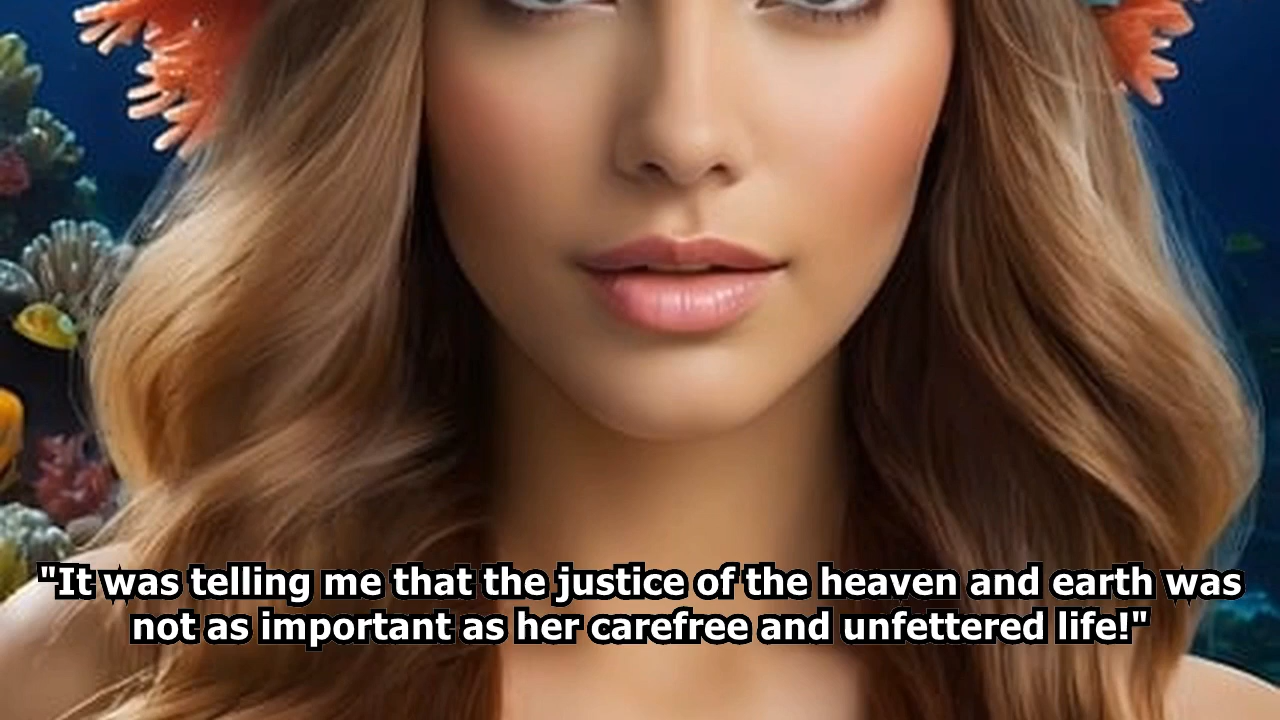 "It was telling me that the justice of the heaven and earth was
not as important as her carefree and unfettered life!"